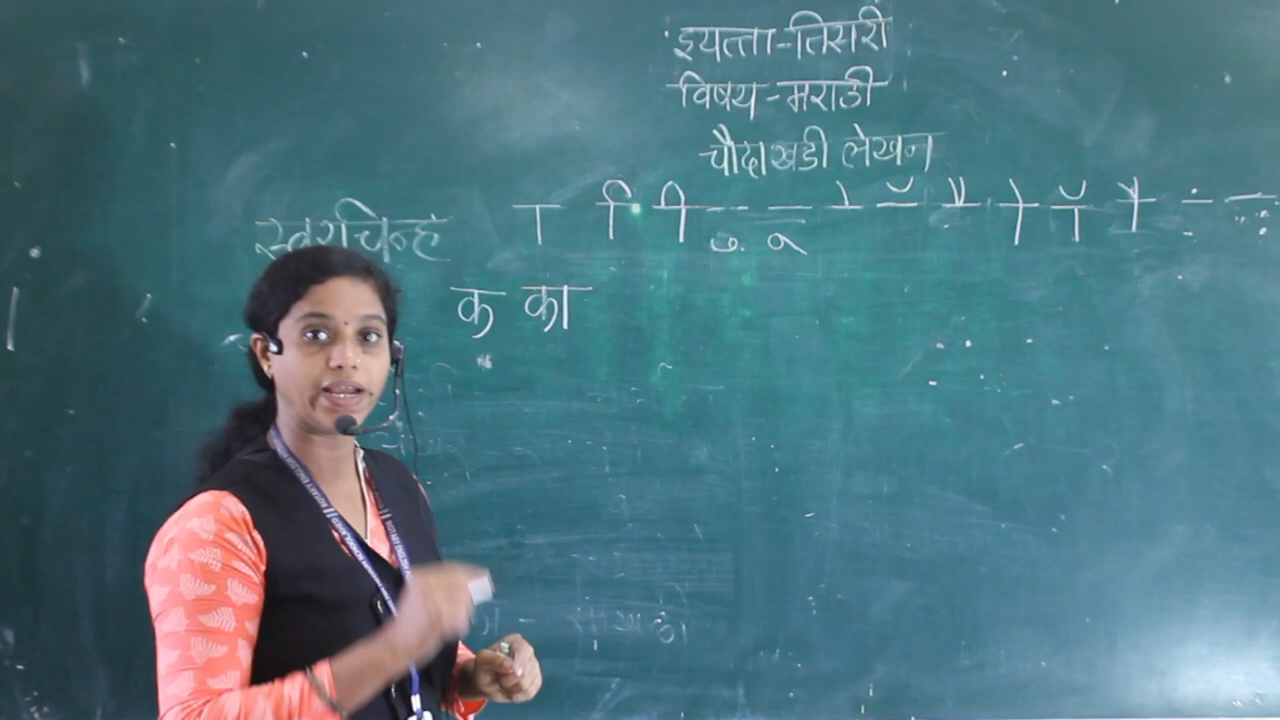 इयत्ता-तिसरी
विषय-मराठी
चौदाखडी लेखन
स्वरचिन्ह ा ि ी ु ू े ॅ ै ो ॉ ौ ं ः
क का